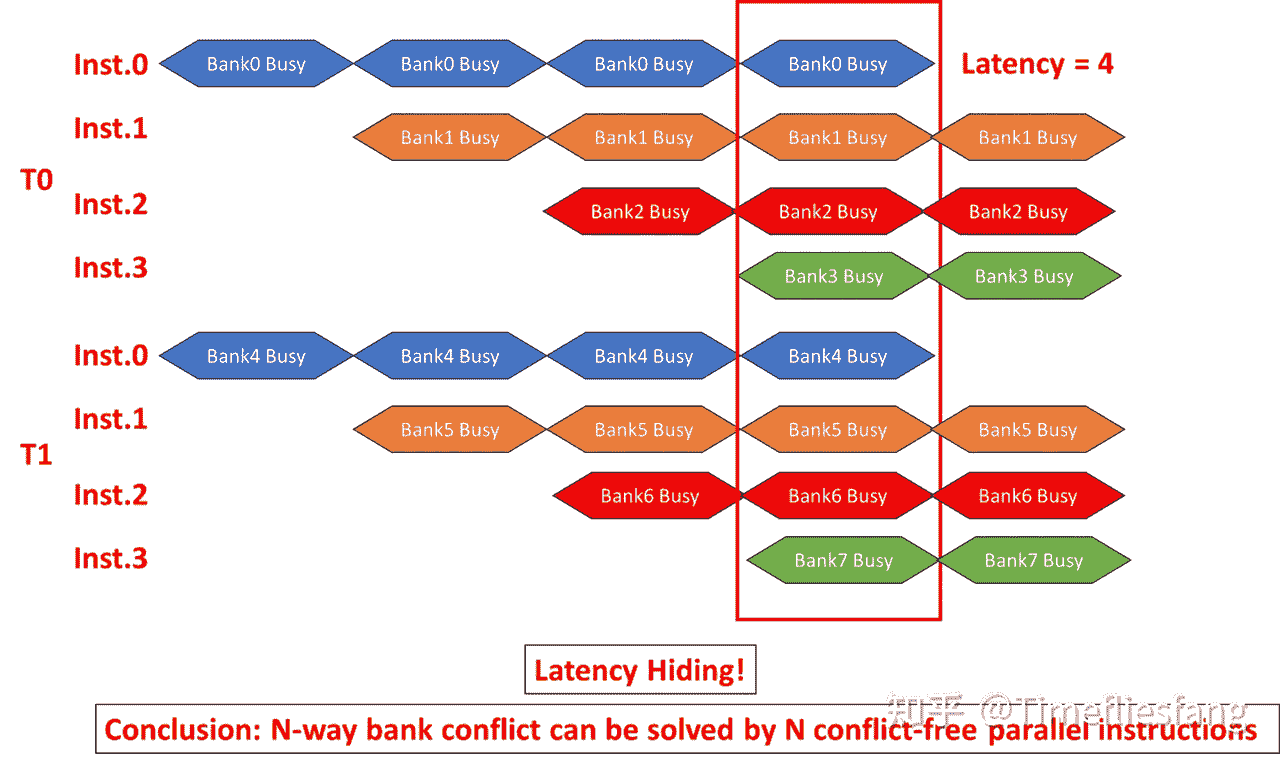 Inst.0 Bank0 Busy Bank0 Busy Bank0 Busy Bank0 Busy Latency = 4
Inst.1 Bank1 Busy Bank1 Busy Bank1 Busy Bank1 Busy
T0
Inst.2 Bank2 Busy Bank2 Busy Bank2 Busy
Inst.3 Bank3 Busy Bank3 Busy
Inst.0 Bank4 Busy Bank4 Busy Bank4 Busy Bank4 Busy
Inst.1 Bank5 Busy Bank5 Busy Bank5 Busy Bank5 Busy
T1
Inst.2 Bank6 Busy Bank6 Busy Bank6 Busy
Inst.3 Bank7 Busy Bank7 Busy
Latency Hiding!
知乎 @Timefliesfang
Conclusion: N-way bank conflict can be solved by N conflict-free parallel instructions